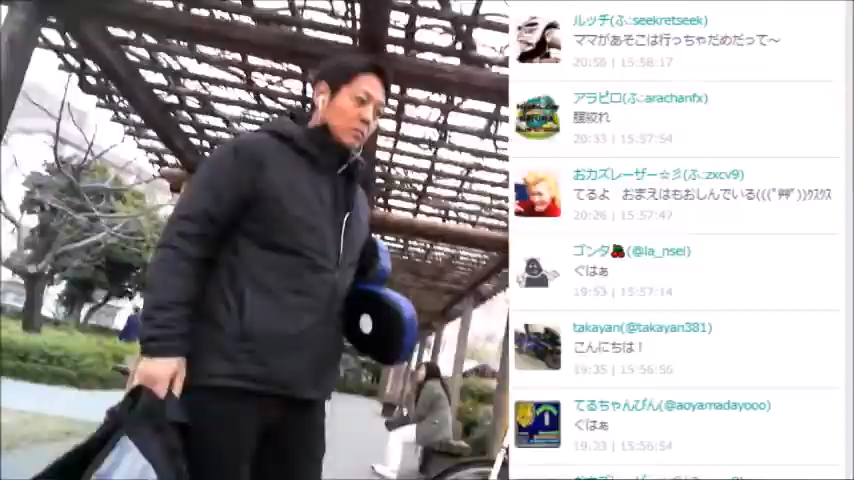 ルッチ(ふ:seekretseek)
ママがあそこは行っちゃだめだって～
20:58 | 15:58:17
アラピロ(ふ:arachanfx)
服絞れ
20:33 | 15:57:54
おカズレーザー☆彡(ふ:zxcv9)
てるよ おまえはもおしんでいる(((*艸*))クスクス
20:26 | 15:57:47
ゴンタ🍒(@la_nsei)
ぐはぁ
19:53 | 15:57:14
takayan(@takayan381)
こんにちは！
19:35 | 15:56:56
てるちゃんぴん(@aoyamadayooo)
ぐはぁ
19:33 | 15:56:54